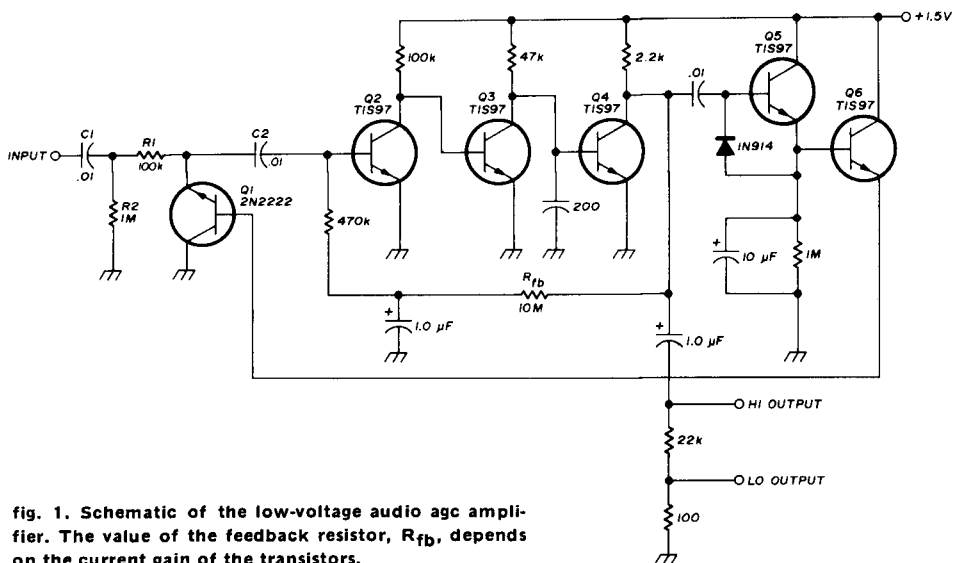 +1.5V
Q5
TIS97
100k
47k
2.2k
.01
Q6
TIS97
Q2
TIS97
Q3
TIS97
Q4
TIS97
C1
R1
C2
INPUT
.01
100k
.01
1N914
Q1
2N2222
R2
1M
470k
200
+
10 µF
1M
Rfb
10M
+
1.0 µF
+
1.0 µF
HI OUTPUT
22k
LO OUTPUT
100
fig. 1. Schematic of the low-voltage audio agc ampli-
fier. The value of the feedback resistor, Rfb, depends
on the current gain of the transistors.